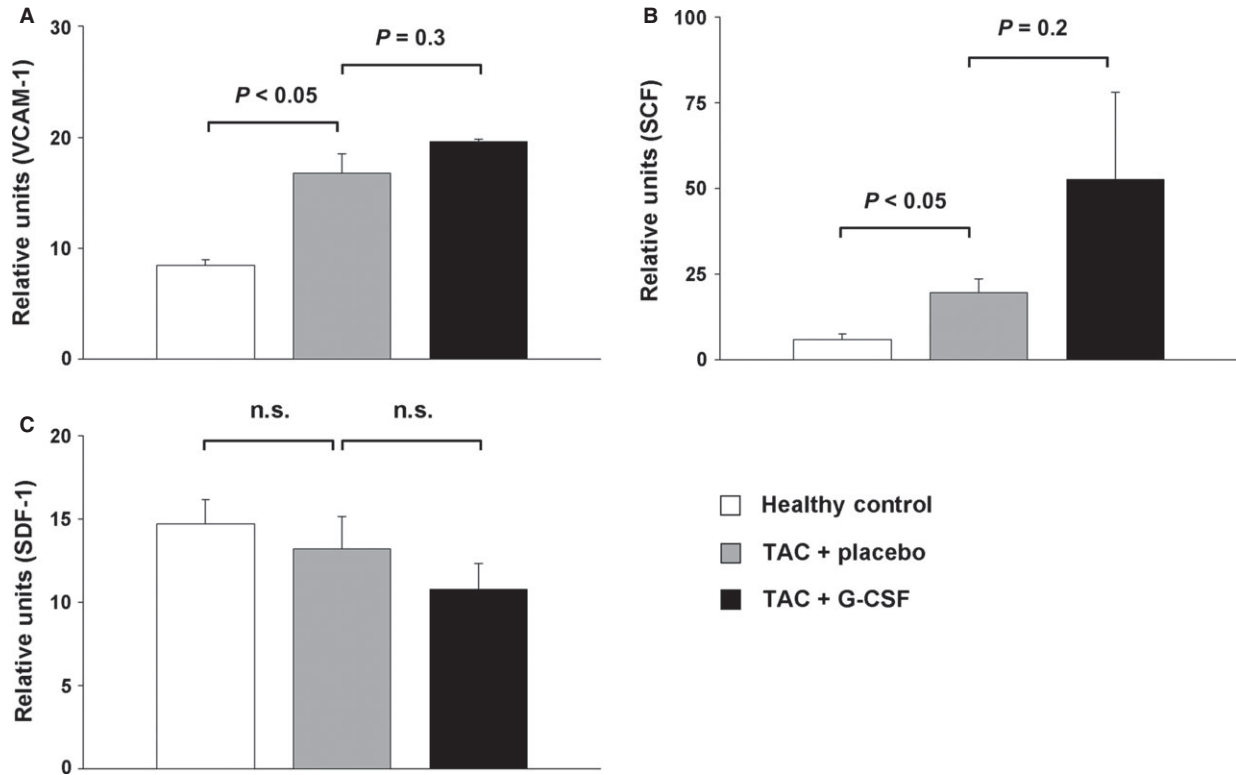 A
Relative units (VCAM-1)
30
20
10
0
P < 0.05
P = 0.3
B
Relative units (SCF)
100
75
50
25
0
P < 0.05
P = 0.2
C
Relative units (SDF-1)
20
15
10
5
0
n.s.
n.s.
Healthy control
TAC + placebo
TAC + G-CSF